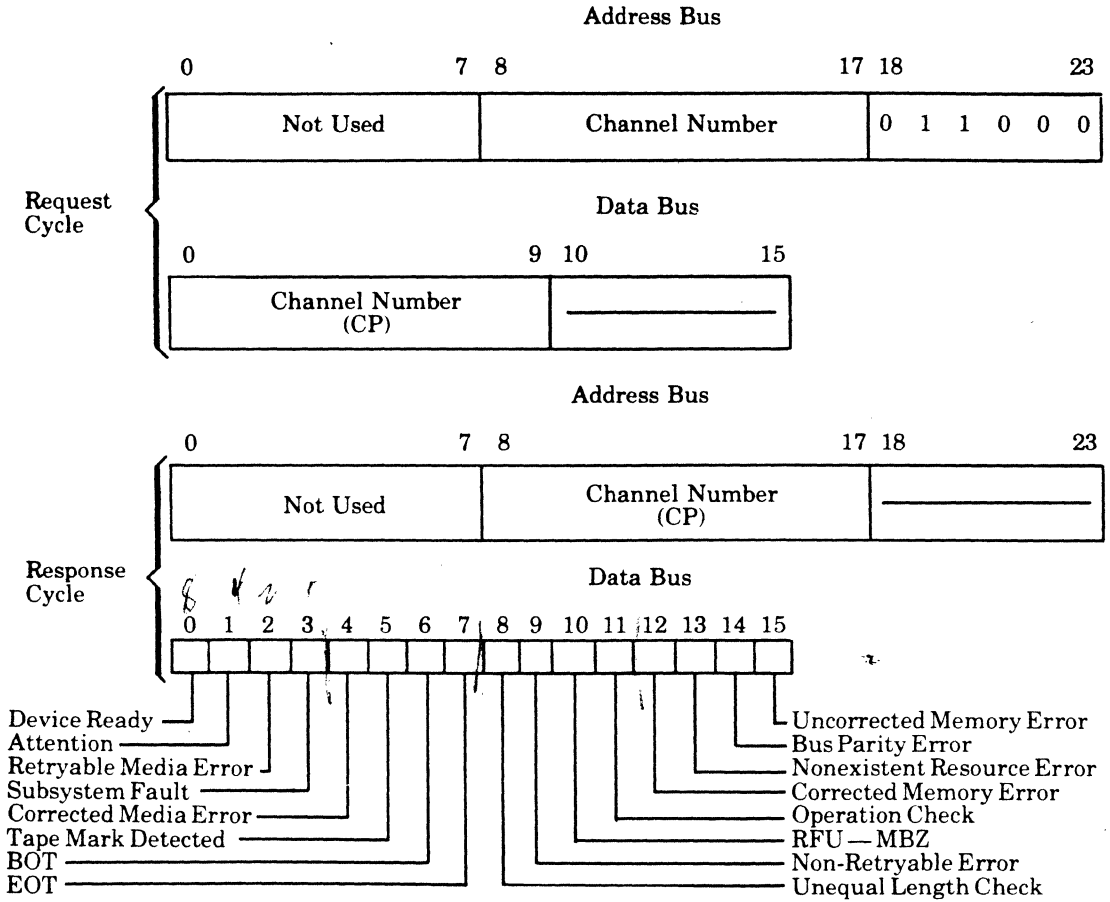 Address Bus
0 7 8 17 18 23
Not Used Channel Number 0 1 1 0 0 0
Request
Cycle
Data Bus
0 9 10 15
Channel Number
(CP)
Address Bus
0 7 8 17 18 23
Not Used Channel Number
(CP)
Response
Cycle
Data Bus
8 4 2 1
0 1 2 3 4 5 6 7 8 9 10 11 12 13 14 15
Device Ready Uncorrected Memory Error
Attention Bus Parity Error
Retryable Media Error Nonexistent Resource Error
Subsystem Fault Corrected Memory Error
Corrected Media Error Operation Check
Tape Mark Detected RFU — MBZ
BOT Non-Retryable Error
EOT Unequal Length Check